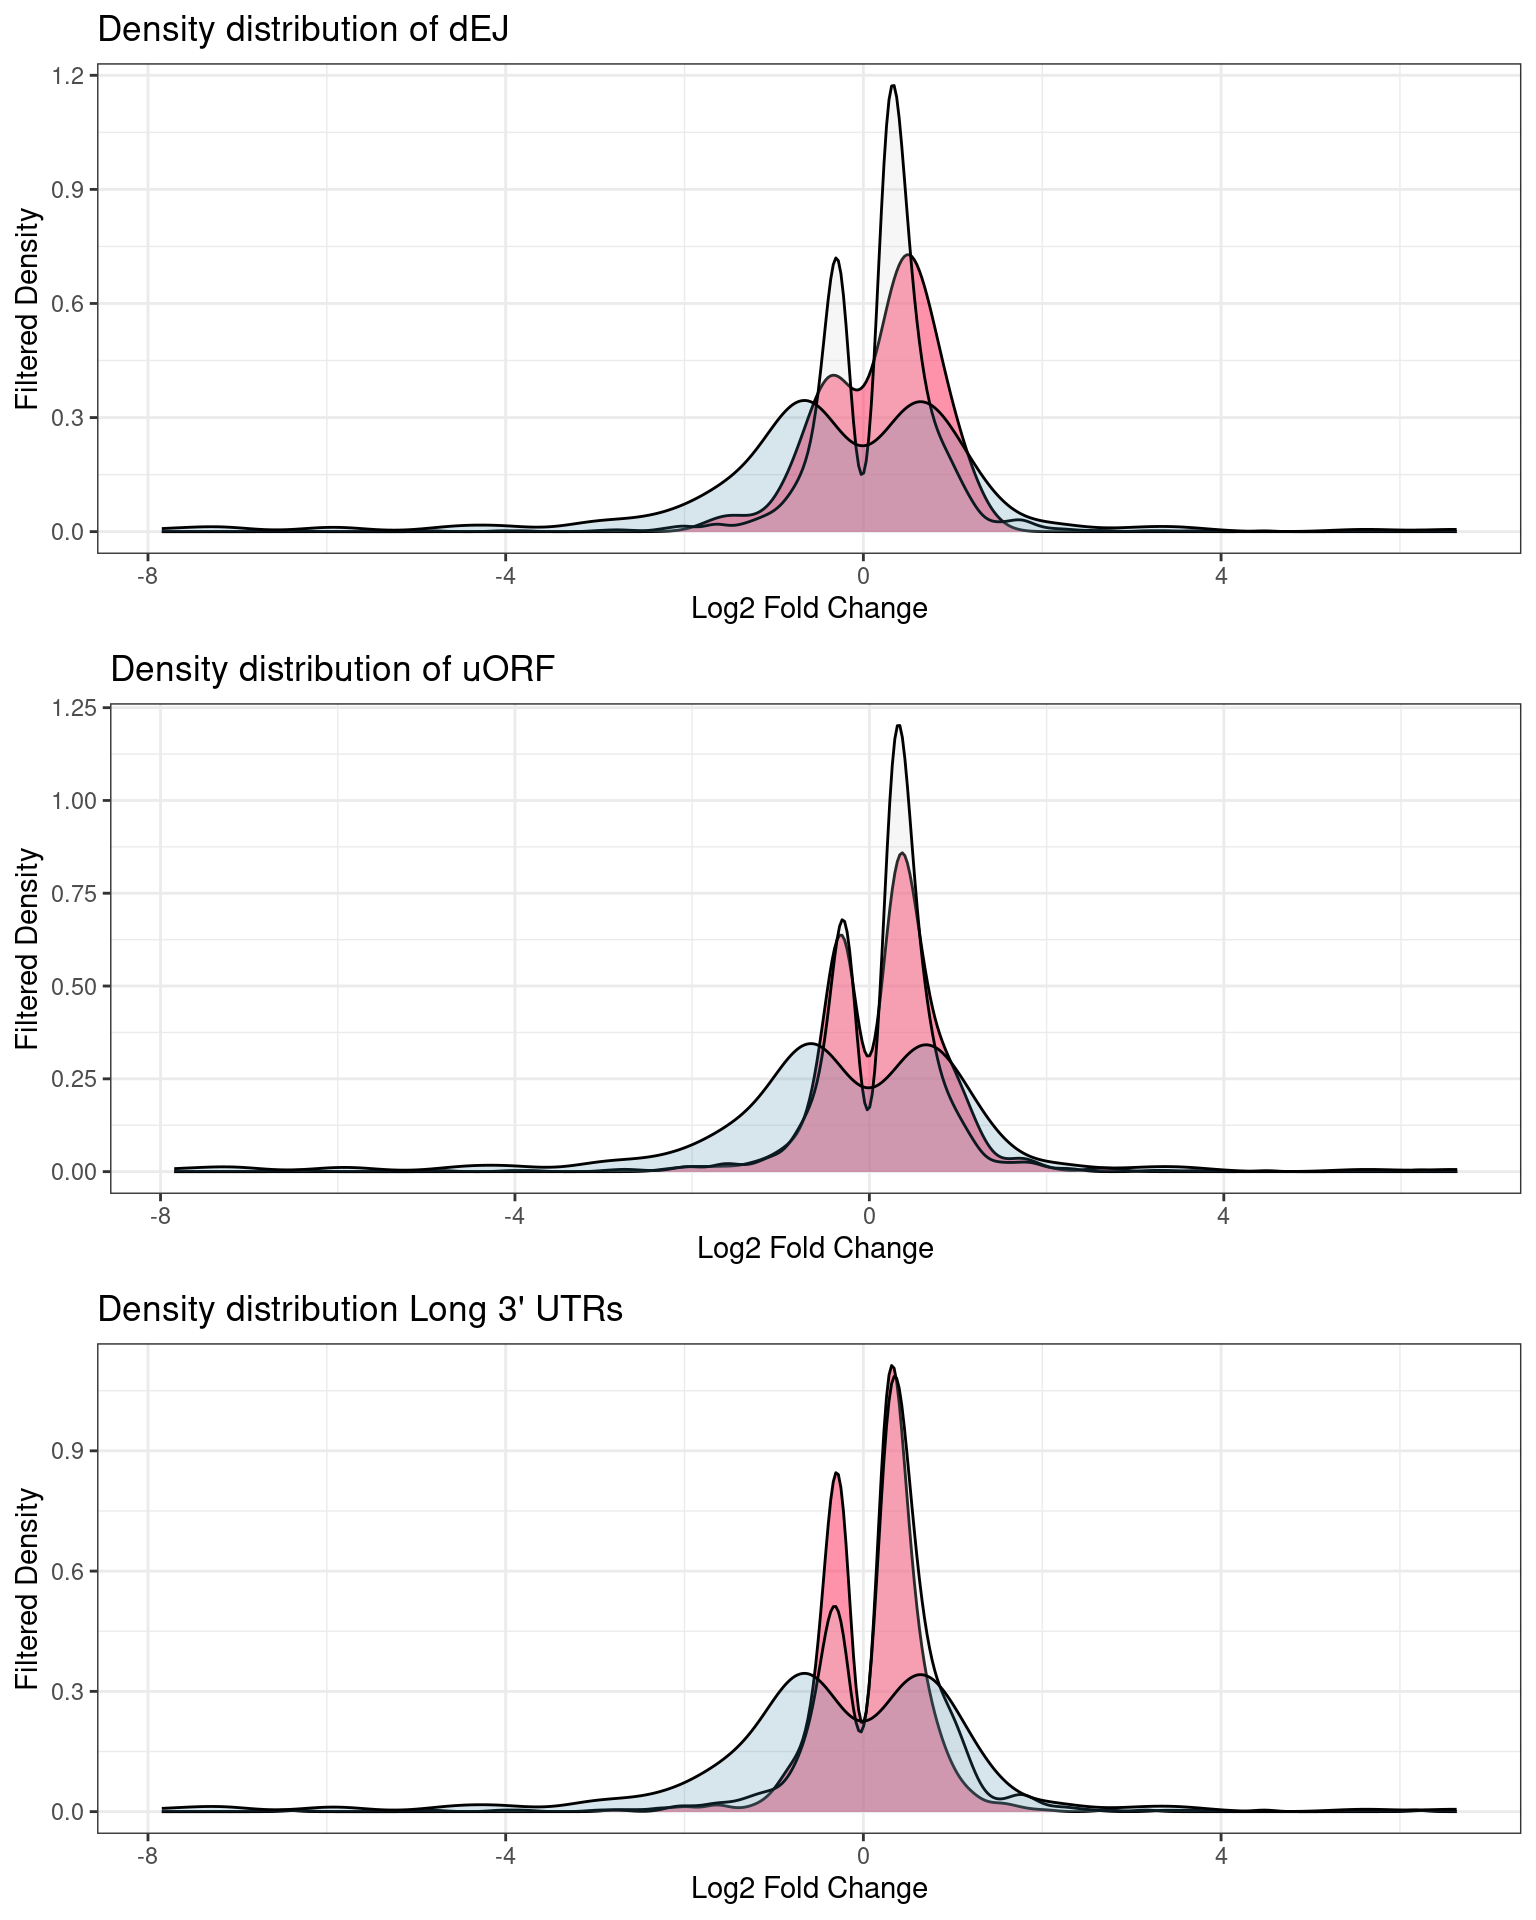 Density distribution of dEJ
1.2
0.9
0.6
0.3
0.0
Filtered Density
-8 -4 0 4
Log2 Fold Change
Density distribution of uORF
1.25
1.00
0.75
0.50
0.25
0.00
Filtered Density
-8 -4 0 4
Log2 Fold Change
Density distribution Long 3' UTRs
0.9
0.6
0.3
0.0
Filtered Density
-8 -4 0 4
Log2 Fold Change